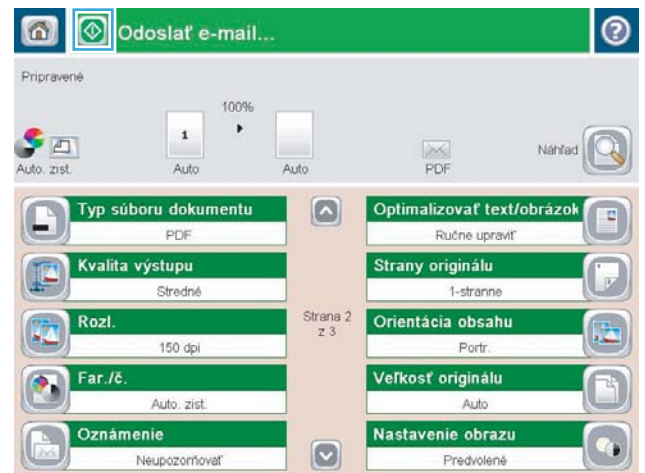 Odoslať e-mail...
Pripravené
100%
1
Auto. zist.
Auto
Auto
PDF
Náhľad
Typ súboru dokumentu
PDF
Kvalita výstupu
Stredné
Rozl.
150 dpi
Far./č.
Auto. zist.
Oznámenie
Neupozorňovať
Strana 2
z 3
Optimalizovať text/obrázok
Ručne upraviť
Strany originálu
1-stranne
Orientácia obsahu
Portr.
Veľkosť originálu
Auto
Nastavenie obrazu
Predvolené